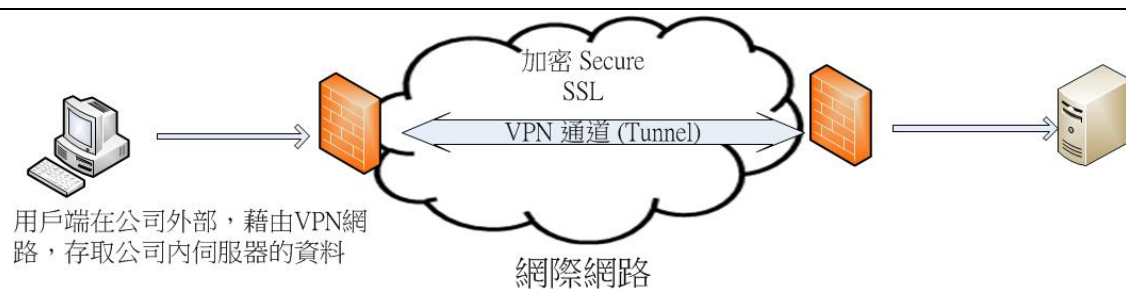 加密 Secure
SSL
VPN 通道 (Tunnel)
用戶端在公司外部，藉由VPN網
路，存取公司內伺服器的資料
網際網路